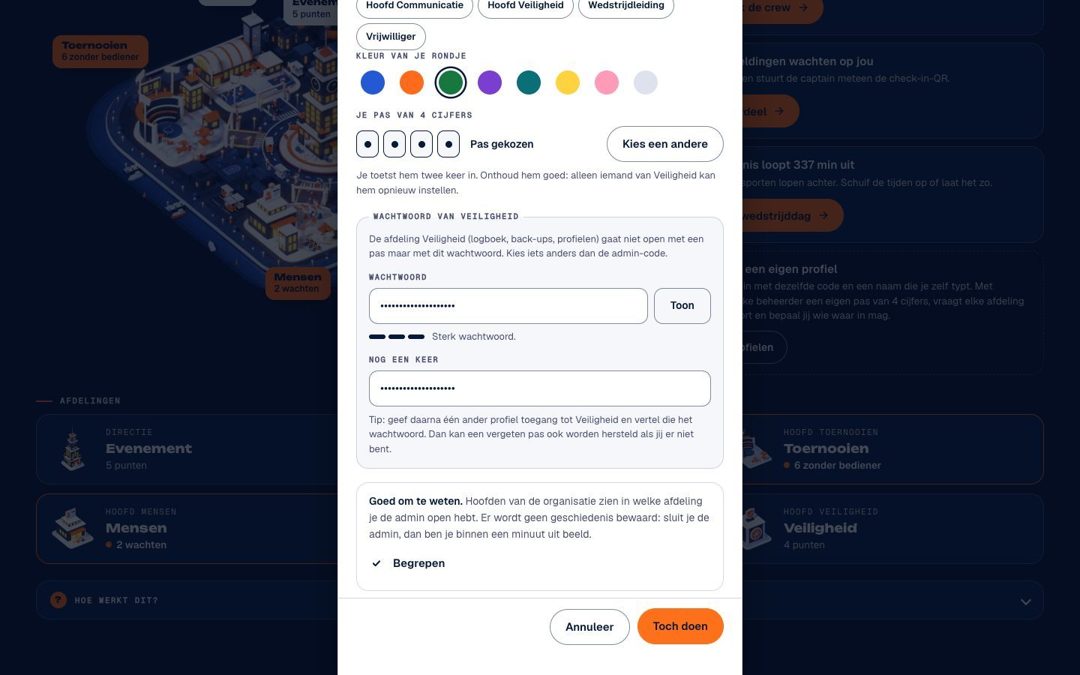 Evenem
5 punten
Toernooien
6 zonder bediener
Mensen
2 wachten
Hoofd Communicatie
Hoofd Veiligheid
Wedstrijdleiding
Vrijwilliger
KLEUR VAN JE RONDJE
JE PAS VAN 4 CIJFERS
Pas gekozen
Kies een andere
Je toetst hem twee keer in. Onthoud hem goed: alleen iemand van Veiligheid kan
hem opnieuw instellen.
WACHTWOORD VAN VEILIGHEID
De afdeling Veiligheid (logboek, back-ups, profielen) gaat niet open met een
pas maar met dit wachtwoord. Kies iets anders dan de admin-code.
WACHTWOORD
Toon
Sterk wachtwoord.
NOG EEN KEER
Tip: geef daarna één ander profiel toegang tot Veiligheid en vertel die het
wachtwoord. Dan kan een vergeten pas ook worden hersteld als jij er niet
bent.
Goed om te weten. Hoofden van de organisatie zien in welke afdeling
je de admin open hebt. Er wordt geen geschiedenis bewaard: sluit je de
admin, dan ben je binnen een minuut uit beeld.
Begrepen
Annuleer
Toch doen
de crew →
ldingen wachten op jou
en stuurt de captain meteen de check-in-QR.
deel →
nis loopt 337 min uit
sporten lopen achter. Schuif de tijden op of laat het zo.
wedstrijddag →
een eigen profiel
in met dezelfde code en een naam die je zelf typt. Met
ke beheerder een eigen pas van 4 cijfers, vraagt elke afdeling
ort en bepaal jij wie waar in mag.
ofielen
AFDELINGEN
DIRECTIE
Evenement
5 punten
HOOFD MENSEN
Mensen
2 wachten
HOOFD TOERNOOIEN
Toernooien
6 zonder bediener
HOOFD VEILIGHEID
Veiligheid
4 punten
? HOE WERKT DIT?